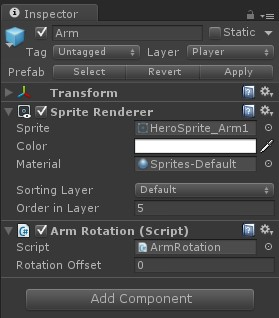 Inspector
Arm Static
Tag Untagged Layer Player
Prefab Select Revert Apply
Transform
Sprite Renderer
Sprite HeroSprite_Arm1
Color
Material Sprites-Default
Sorting Layer Default
Order in Layer 5
Arm Rotation (Script)
Script ArmRotation
Rotation Offset 0
Add Component